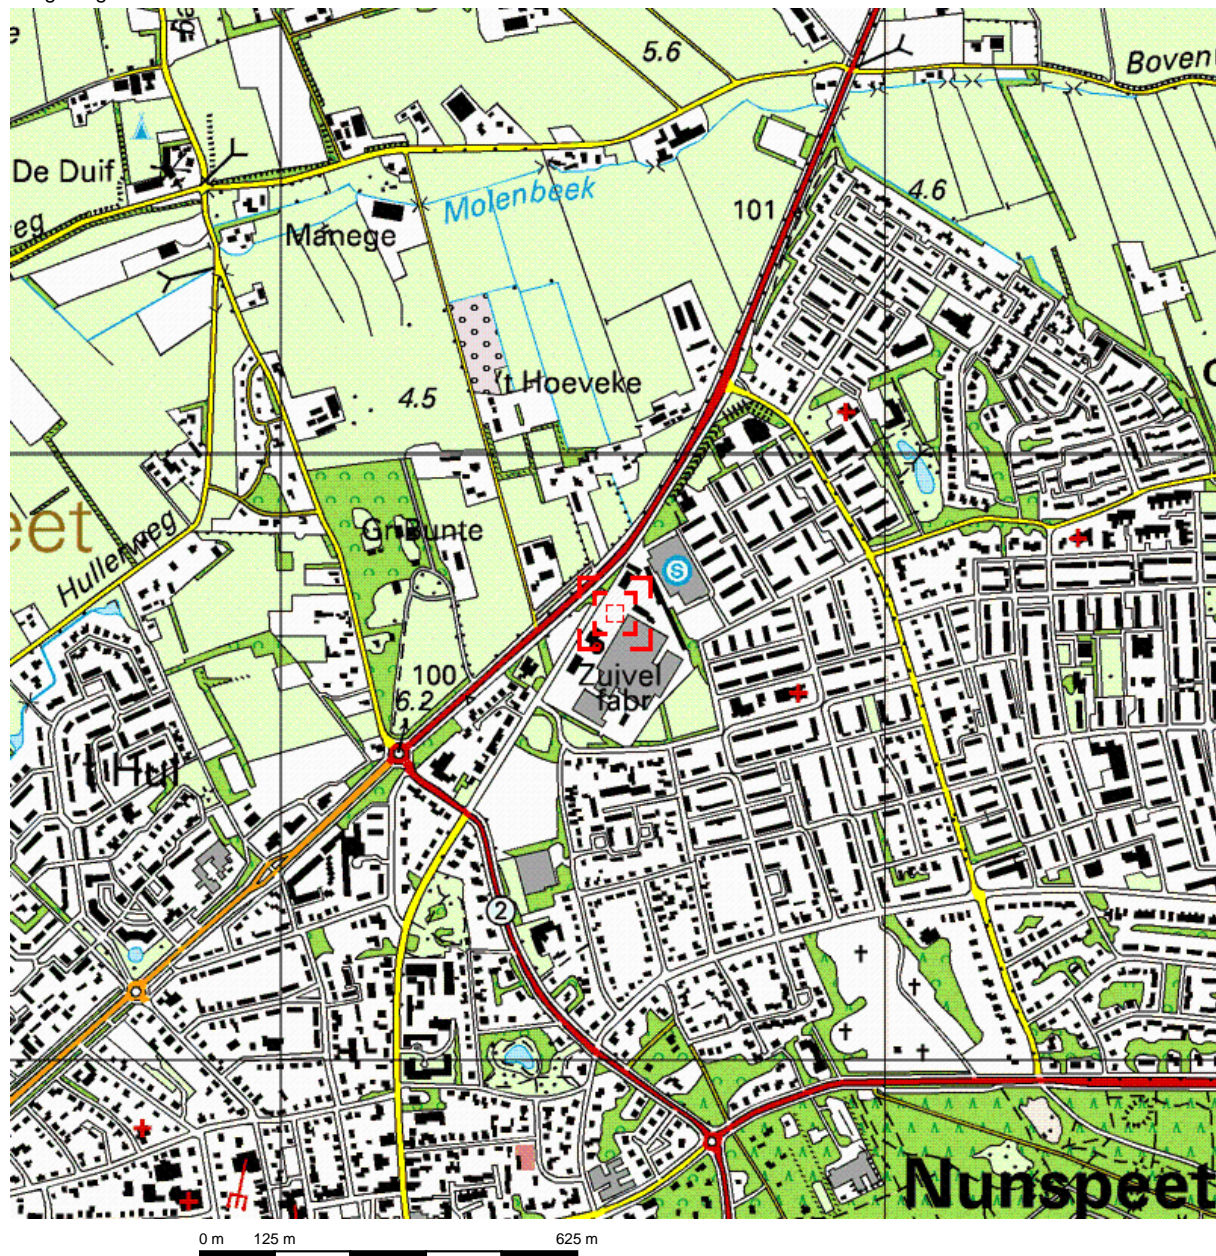 5.6
Boven
De Duif
Molenbeek
4.6
eg
101
Manege
't Hoeveke
4.5
eet
Gr Bunte
Hullerweg
S
100
6.2
Zuivel
fabr
't Hul
2
Nunspeet
0 m 125 m 625 m